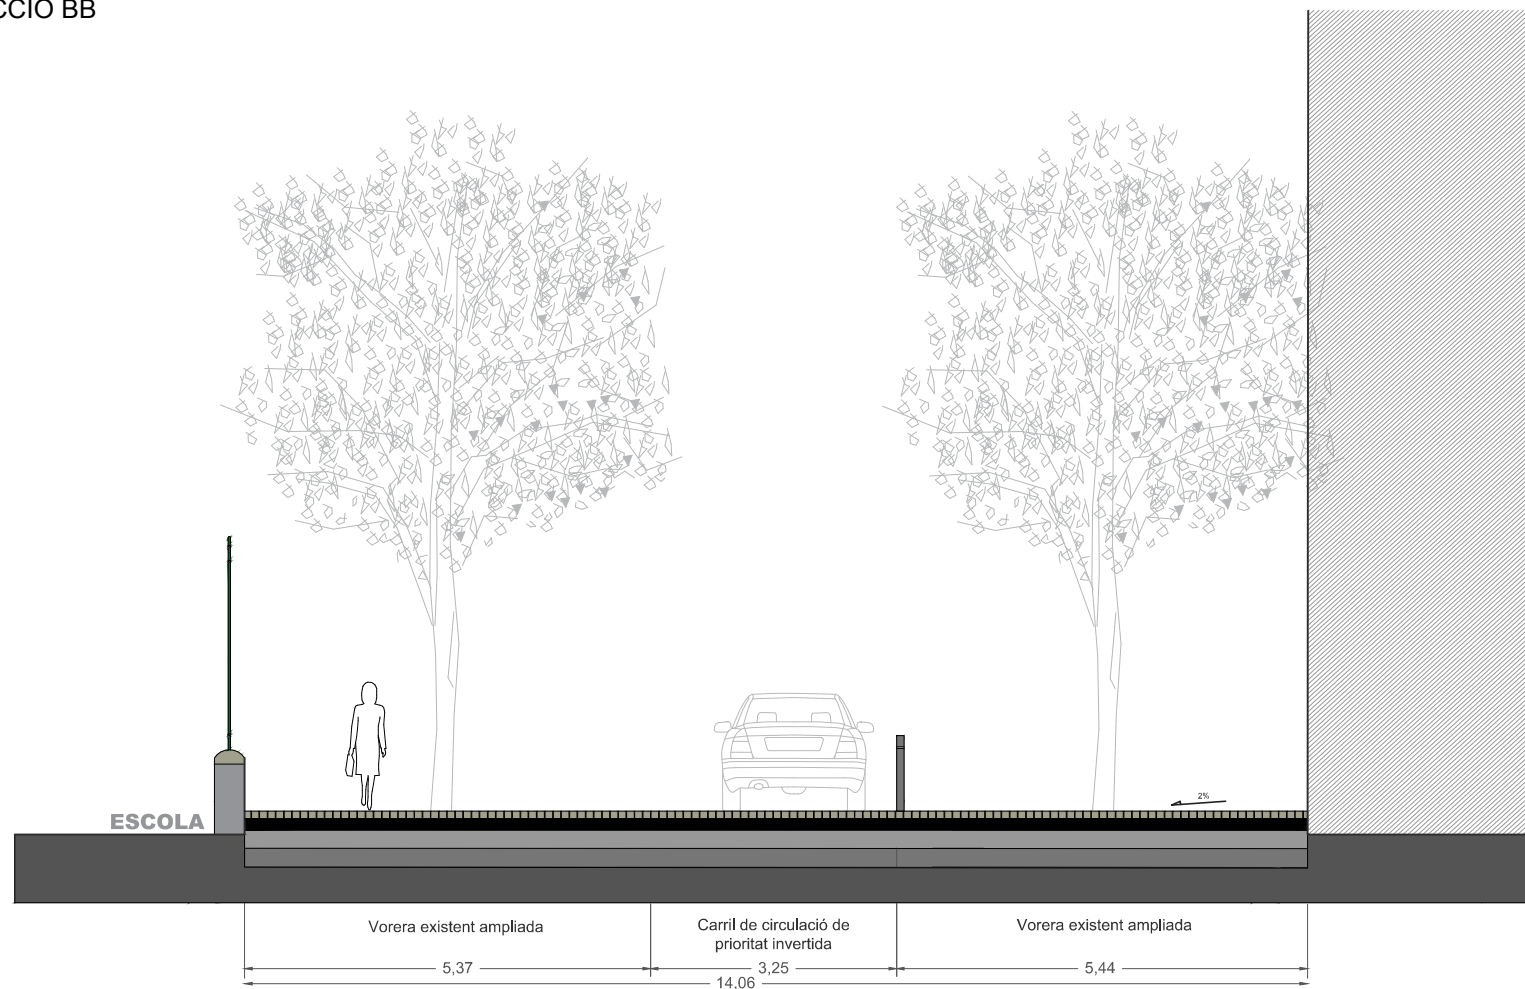 CCIÓ BB
2%
ESCOLA
Vorera existent ampliada
Carril de circulació de
prioritat invertida
Vorera existent ampliada
5,37
3,25
5,44
14,06